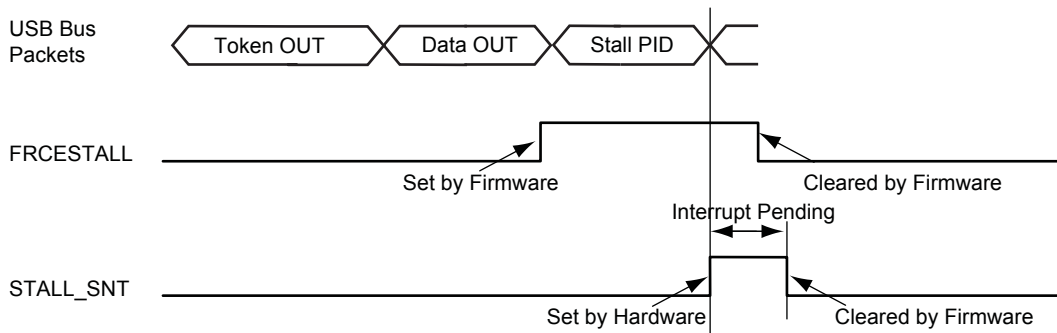 USB Bus
Packets
Token OUT
Data OUT
Stall PID
FRCESTALL
Set by Firmware
Cleared by Firmware
Interrupt Pending
STALL_SNT
Set by Hardware
Cleared by Firmware